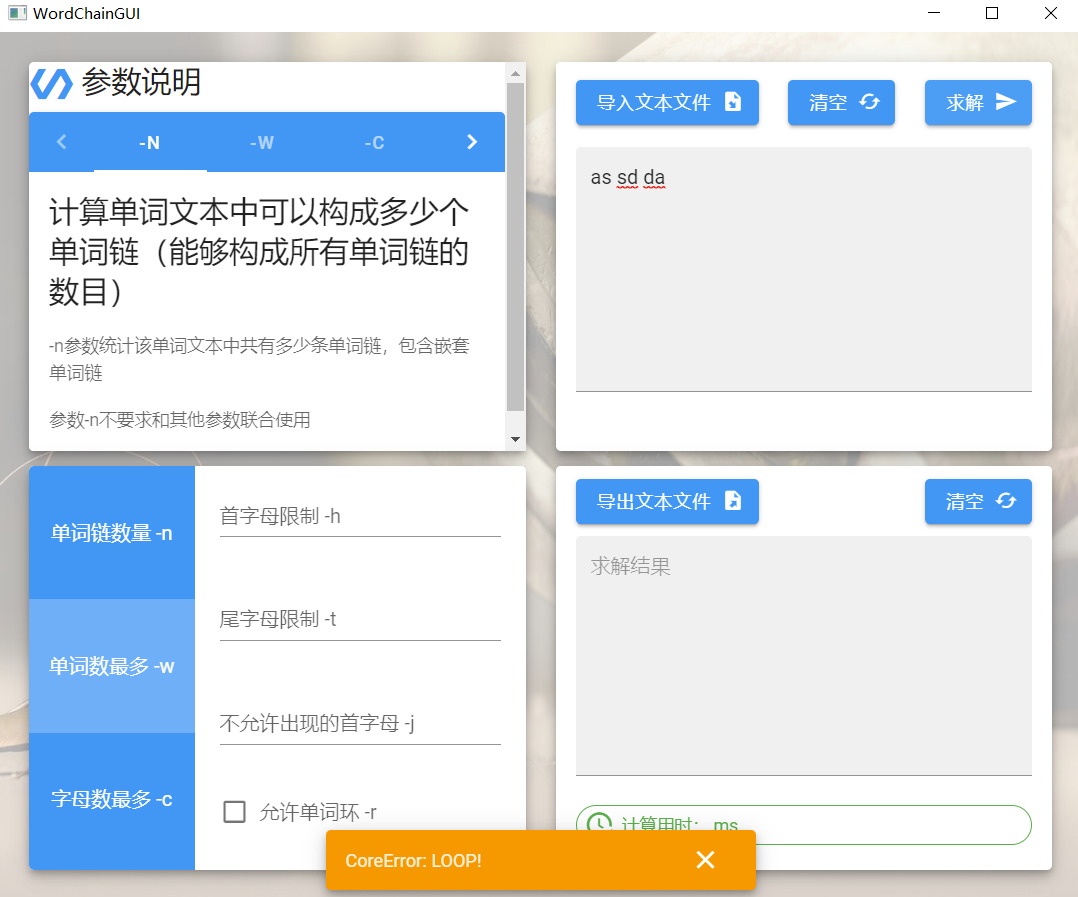 WordChainGUI
参数说明
-N
-W
-C
计算单词文本中可以构成多少个
单词链（能够构成所有单词链的
数目）
-n参数统计该单词文本中共有多少条单词链，包含嵌套
单词链
参数-n不要求和其他参数联合使用
导入文本文件
清空
求解
as sd da
单词链数量 -n
单词数最多 -w
字母数最多 -c
首字母限制 -h
尾字母限制 -t
不允许出现的首字母 -j
允许单词环 -r
导出文本文件
清空
求解结果
计算用时： ms
CoreError: LOOP!